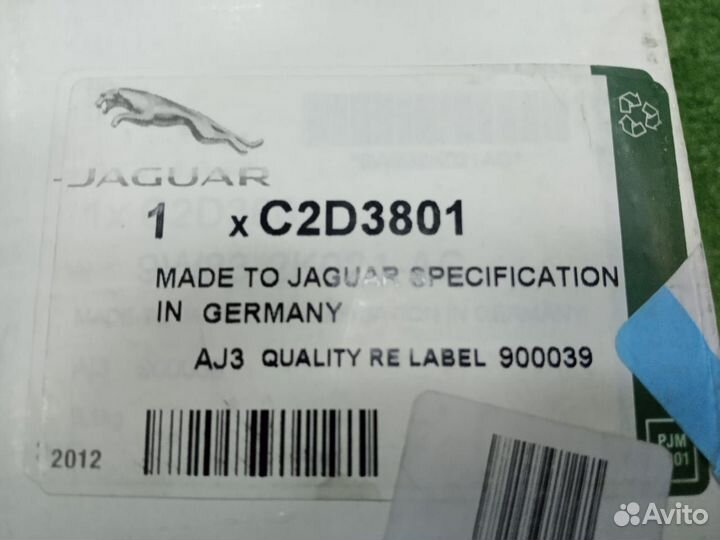 JAGUAR
1 x C2D3801
MADE TO JAGUAR SPECIFICATION
IN GERMANY
AJ3 QUALITY RE LABEL 900039
2012
PJM
Avito